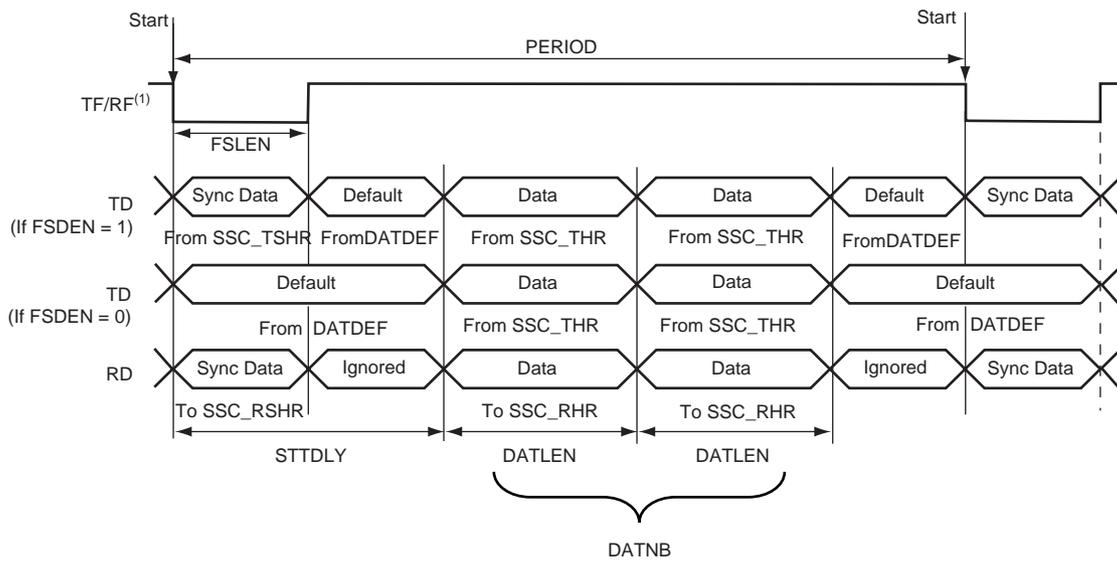 Start Start
PERIOD
TF/RF(1)
FSLEN
TD
(If FSDEN = 1)
Sync Data Default Data Data Default Sync Data
From SSC_TSHR FromDATDEF From SSC_THR From SSC_THR FromDATDEF
TD
(If FSDEN = 0)
Default Data Data Default
From DATDEF From SSC_THR From SSC_THR From DATDEF
RD Sync Data Ignored Data Data Ignored Sync Data
To SSC_RSHR To SSC_RHR To SSC_RHR
STTDLY DATLEN DATLEN
DATNB